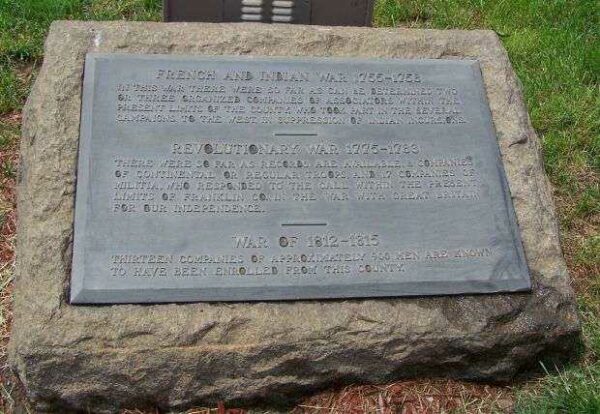 FRENCH AND INDIAN WAR 1755-1758
IN THIS WAR THERE WERE SO FAR AS CAN BE DETERMINED TWO
OR THREE ORGANIZED COMPANIES OF ASSOCIATORS WITHIN THE
PRESENT LIMITS OF THE COUNTY WHO TOOK PART IN THE SEVERAL
CAMPAIGNS TO THE WEST BY SUPPRESSION OF INDIAN INCURSIONS.
REVOLUTIONARY WAR 1775-1783
THERE WERE SO FAR AS RECORDS ARE AVAILABLE COMPANIES
OF CONTINENTAL OR REGULAR TROOPS AND 17 COMPANIES OF
MILITIA, WHO RESPONDED TO THE CALL WITHIN THE PRESENT
LIMITS OF FRANKLIN CO. IN THE WAR WITH GREAT BRITAIN
FOR OUR INDEPENDENCE.
WAR OF 1812-1815
THIRTEEN COMPANIES OF APPROXIMATELY 900 MEN ARE KNOWN
TO HAVE BEEN ENROLLED FROM THIS COUNTY